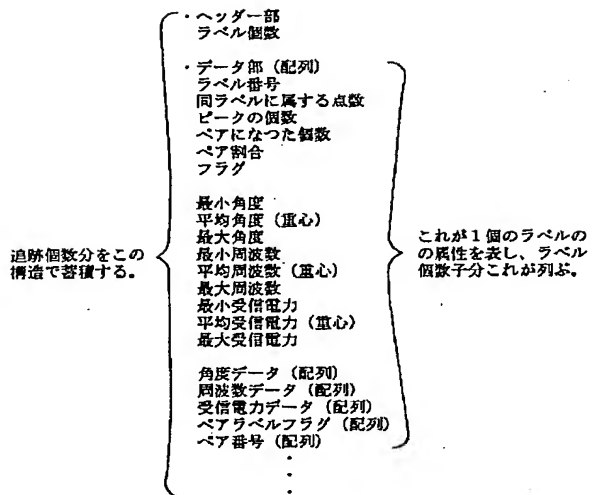 ・ヘッダー部
ラベル個数
・データ部（配列）
ラベル番号
同ラベルに属する点数
ピークの個数
ペアになつた個数
ペア割合
フラグ
最小角度
平均角度（重心）
最大角度
最小周波数
平均周波数（重心）
最大周波数
最小受信電力
平均受信電力（重心）
最大受信電力
角度データ（配列）
周波数データ（配列）
受信電力データ（配列）
ペアラベルフラグ（配列）
ペア番号（配列）
・
・
・
追跡個数分をこの
構造で蓄積する。
これが１個のラベルの
の属性を表し、ラベル
個数子分これが列ぶ。